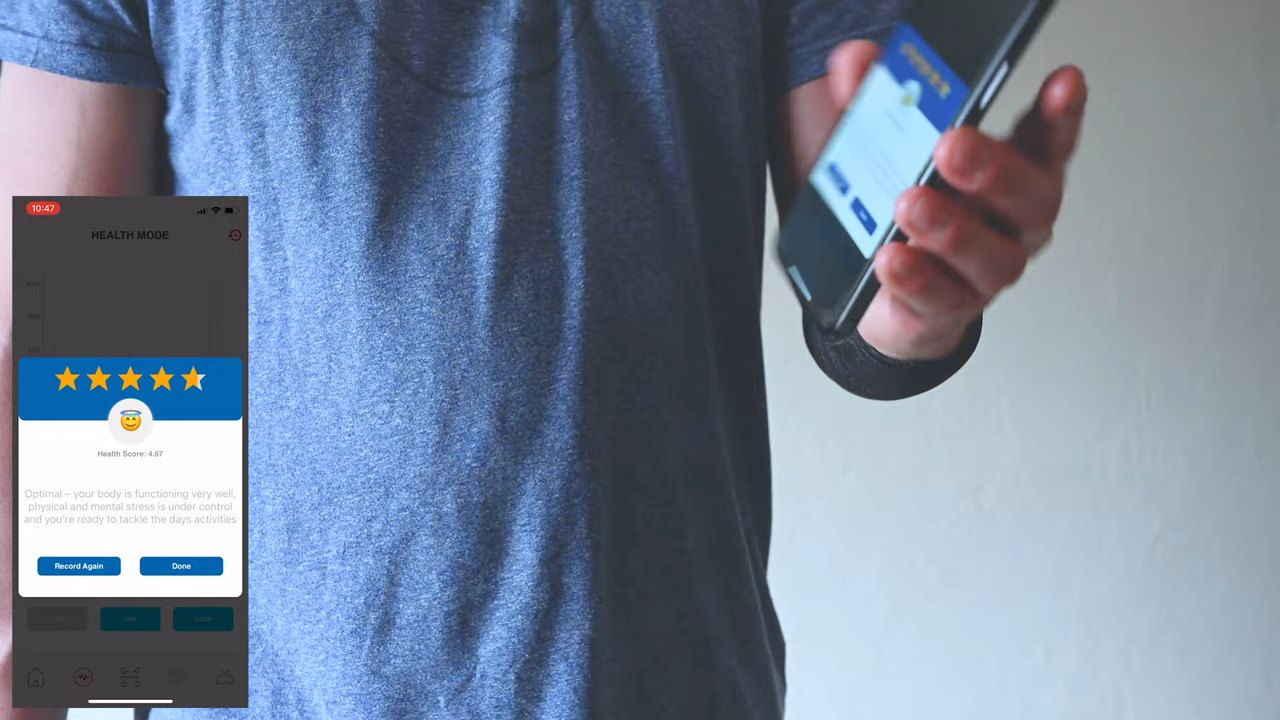 10:47
HEALTH MODE
Health Score: 4.67
Optimal – your body is functioning very well,
physical and mental stress is under control
and you're ready to tackle the days activities
Record Again
Done
STOP